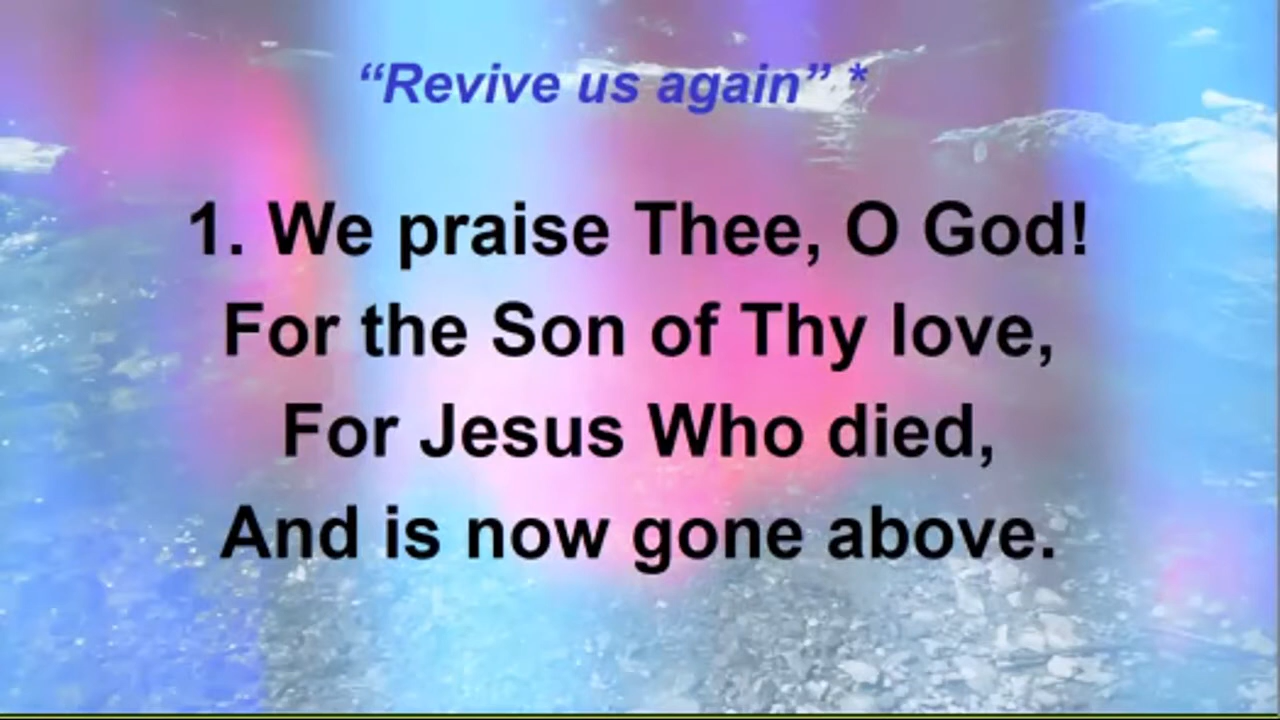 “Revive us again” *
1. We praise Thee, O God!
For the Son of Thy love,
For Jesus Who died,
And is now gone above.